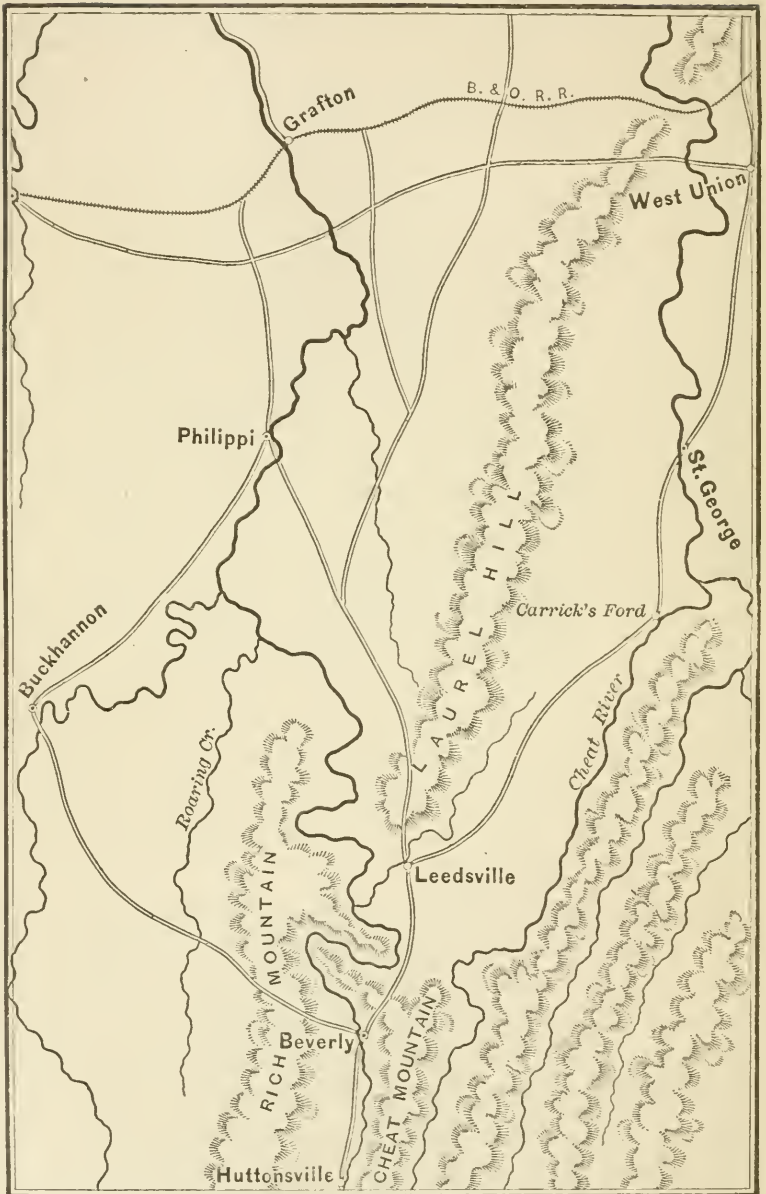 B. & O. R. R.
Grafton
West Union
Philippi
St. George
LAUREL HILL
Carrick's Ford
Buckhannon
Cheat River
Roaring Cr.
Leedsville
RICH MOUNTAIN
Beverly
CHEAT MOUNTAIN
Huttonsville